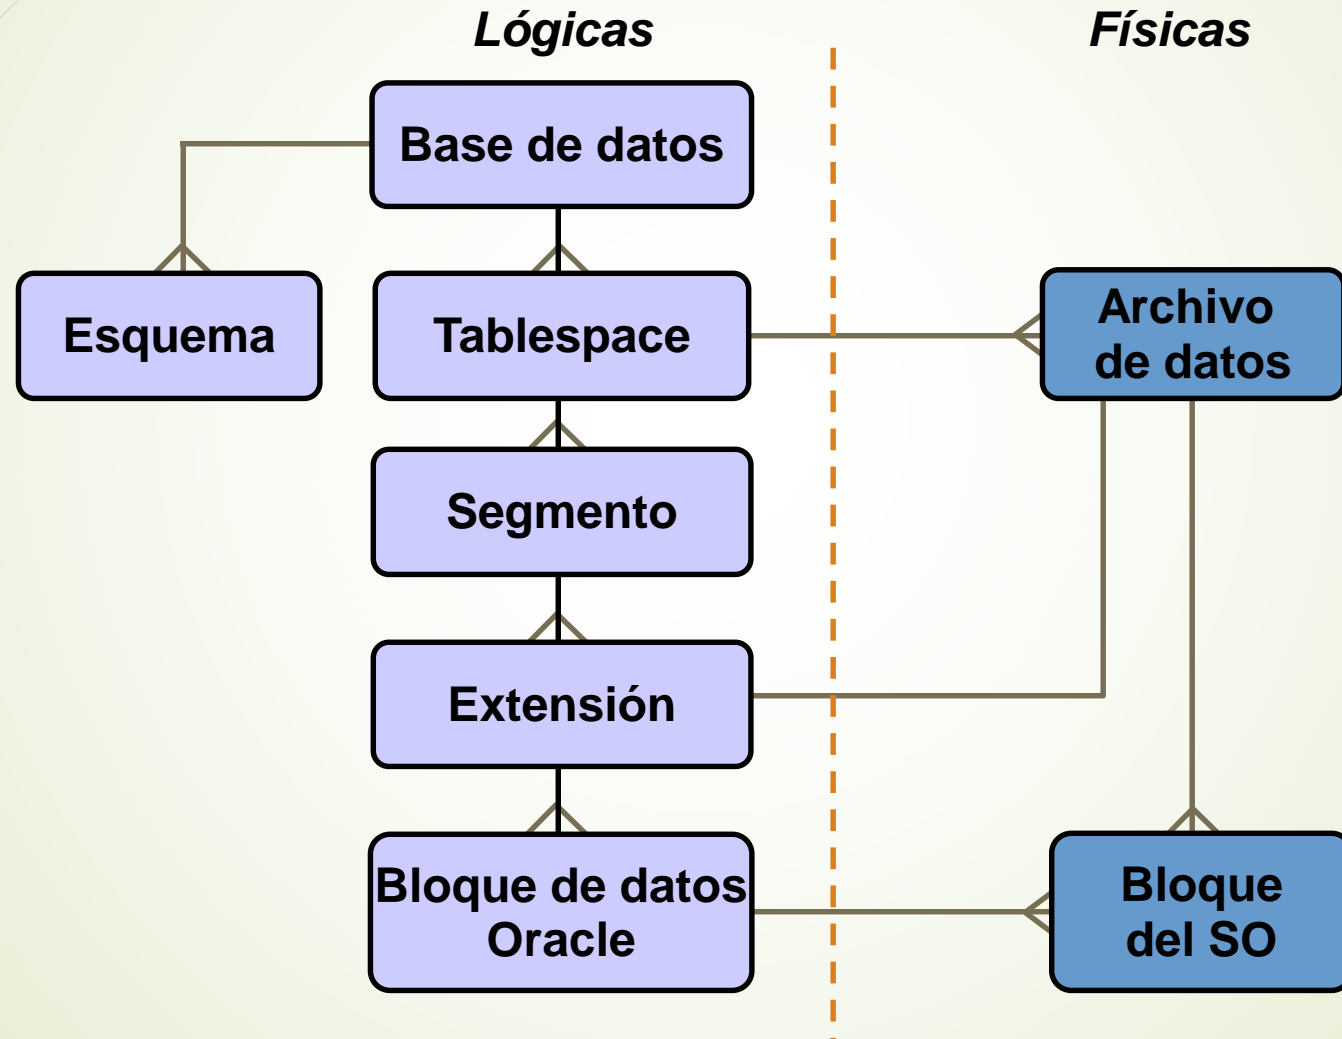 Lógicas
Físicas
Base de datos
Esquema
Tablespace
Archivo
de datos
Segmento
Extensión
Bloque de datos
Oracle
Bloque
del SO